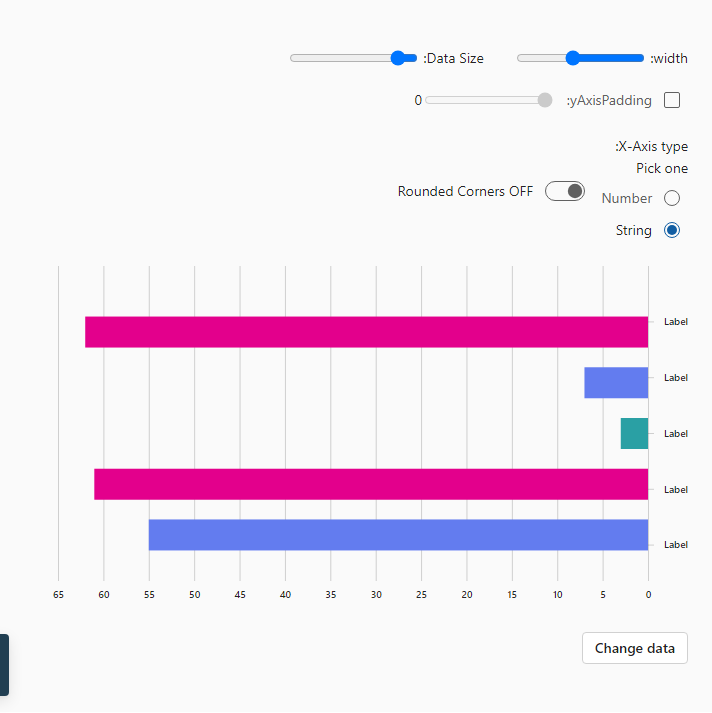 :width
:Data Size
:yAxisPadding
0
:X-Axis type
Pick one
Number
String
Rounded Corners OFF
Label
Label
Label
Label
Label
65 60 55 50 45 40 35 30 25 20 15 10 5 0
Change data